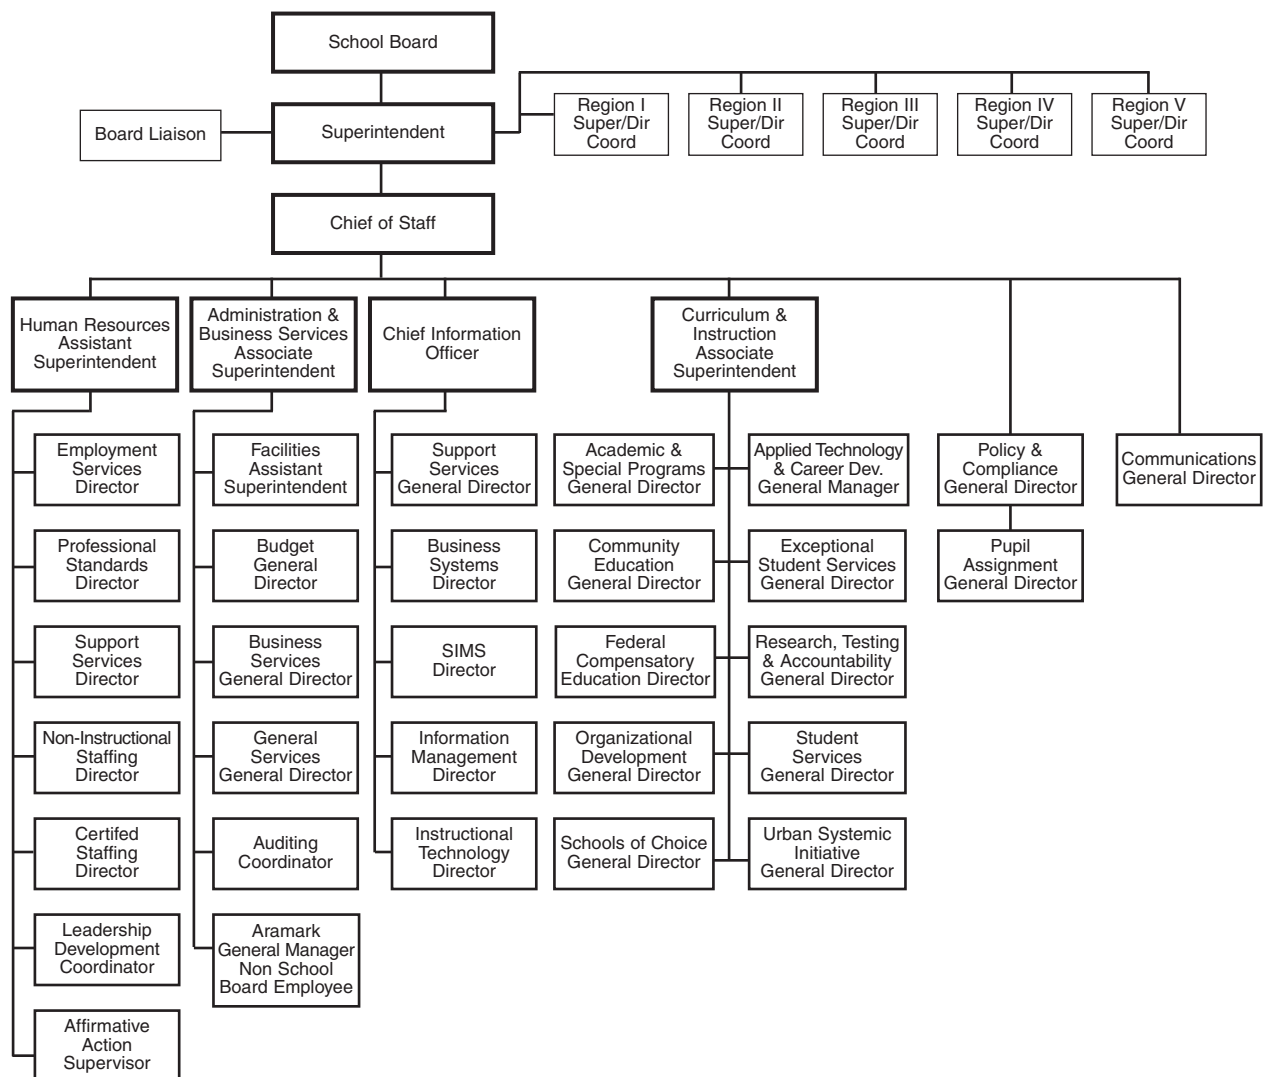 School Board
Board Liaison
Superintendent
Region I
Super/Dir
Coord
Region II
Super/Dir
Coord
Region III
Super/Dir
Coord
Region IV
Super/Dir
Coord
Region V
Super/Dir
Coord
Chief of Staff
Human Resources
Assistant
Superintendent
Administration &
Business Services
Associate
Superintendent
Chief Information
Officer
Curriculum &
Instruction
Associate
Superintendent
Employment
Services
Director
Facilities
Assistant
Superintendent
Support
Services
General Director
Academic &
Special Programs
General Director
Applied Technology
& Career Dev.
General Manager
Policy &
Compliance
General Director
Communications
General Director
Professional
Standards
Director
Budget
General
Director
Business
Systems
Director
Community
Education
General Director
Exceptional
Student Services
General Director
Pupil
Assignment
General Director
Support
Services
Director
Business
Services
General Director
SIMS
Director
Federal
Compensatory
Education Director
Research, Testing
& Accountability
General Director
Non-Instructional
Staffing
Director
General
Services
General Director
Information
Management
Director
Organizational
Development
General Director
Student
Services
General Director
Certifed
Staffing
Director
Auditing
Coordinator
Instructional
Technology
Director
Schools of Choice
General Director
Urban Systemic
Initiative
General Director
Leadership
Development
Coordinator
Aramark
General Manager
Non School
Board Employee
Affirmative
Action
Supervisor